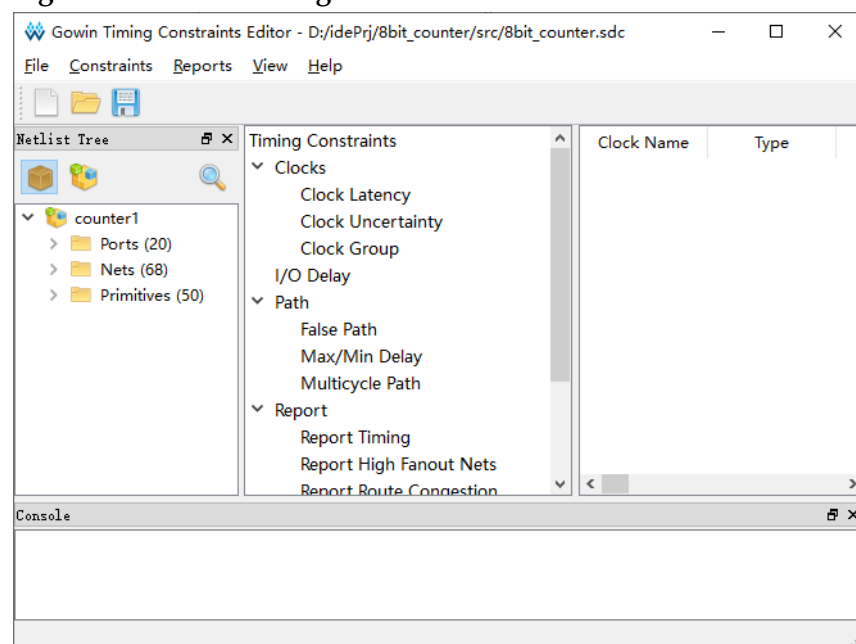 Gowin Timing Constraints Editor - D:/idePrj/8bit_counter/src/8bit_counter.sdc
File Constraints Reports View Help
Netlist Tree
counter1
Ports (20)
Nets (68)
Primitives (50)
Timing Constraints
Clocks
Clock Latency
Clock Uncertainty
Clock Group
I/O Delay
Path
False Path
Max/Min Delay
Multicycle Path
Report
Report Timing
Report High Fanout Nets
Report Route Congestion
Clock Name Type
Console